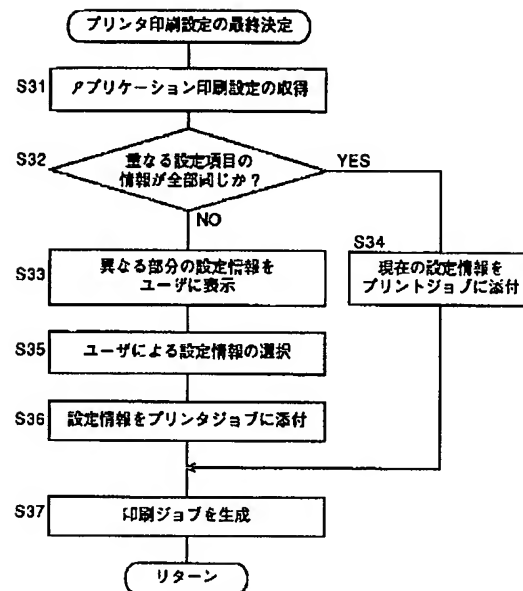 プリンタ印刷設定の最終決定
S31
アプリケーション印刷設定の取得
S32
重なる設定項目の
情報が全部同じか?
YES
NO
S34
現在の設定情報を
プリントジョブに添付
S33
異なる部分の設定情報を
ユーザに表示
S35
ユーザによる設定情報の選択
S36
設定情報をプリンタジョブに添付
S37
印刷ジョブを生成
リターン